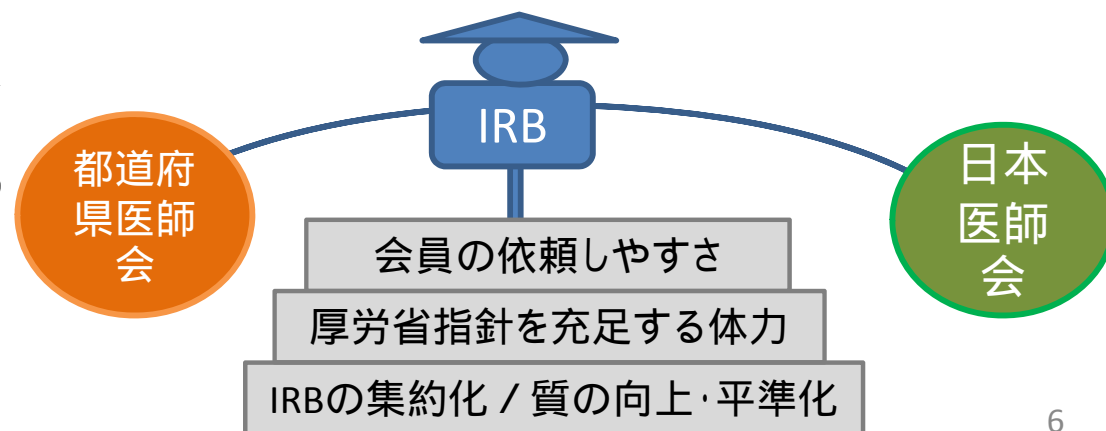 IRB
都道府
県医師
会
日本
医師
会
会員の依頼しやすさ
厚労省指針を充足する体力
IRBの集約化 / 質の向上・平準化
6